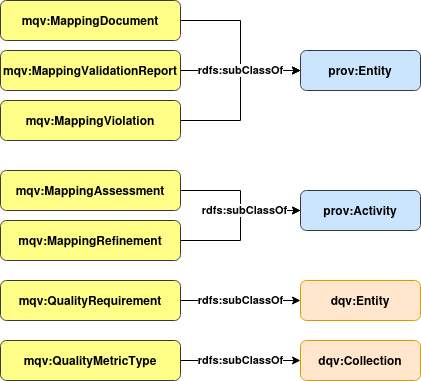 mqv:MappingDocument
mqv:MappingValidationReport
rdfs:subClassOf
prov:Entity
mqv:MappingViolation
mqv:MappingAssessment
rdfs:subClassOf
prov:Activity
mqv:MappingRefinement
mqv:QualityRequirement
rdfs:subClassOf
dqv:Entity
mqv:QualityMetricType
rdfs:subClassOf
dqv:Collection